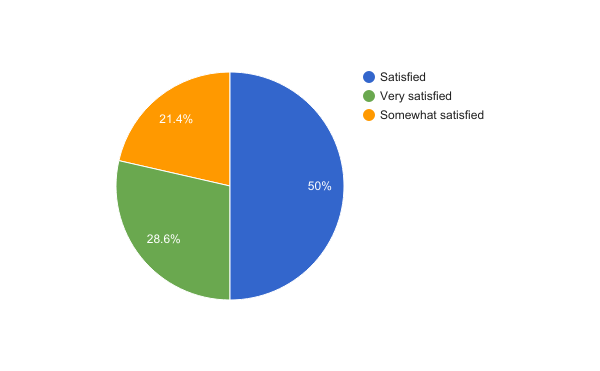 Satisfied
Very satisfied
Somewhat satisfied
21.4%
50%
28.6%